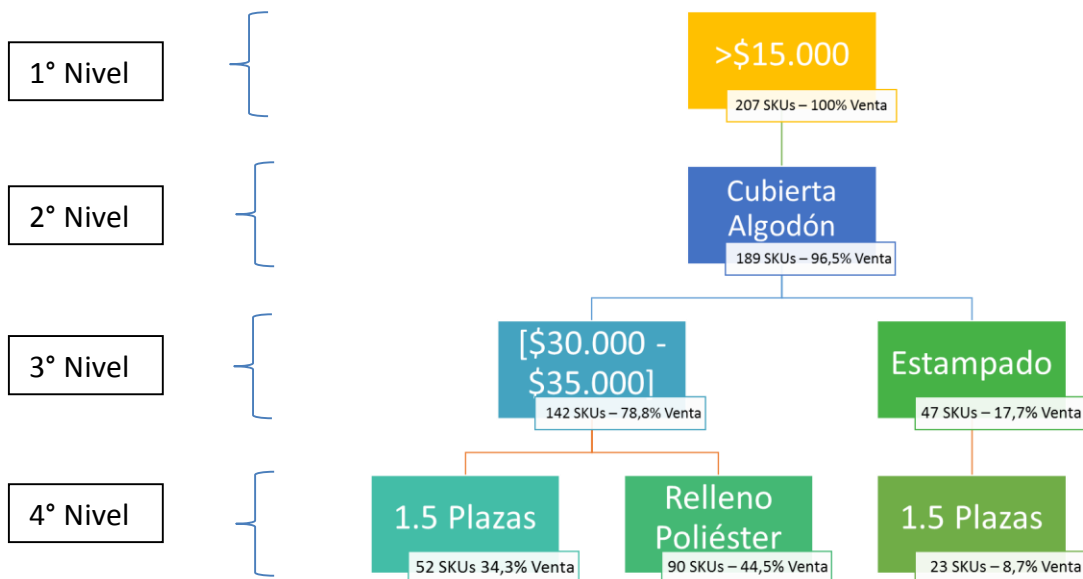 1° Nivel
>$15.000
207 SKUs – 100% Venta
2° Nivel
Cubierta
Algodón
189 SKUs – 96,5% Venta
3° Nivel
[$30.000 -
$35.000]
142 SKUs – 78,8% Venta
Estampado
47 SKUs – 17,7% Venta
4° Nivel
1.5 Plazas
52 SKUs 34,3% Venta
Relleno
Poliéster
90 SKUs – 44,5% Venta
1.5 Plazas
23 SKUs – 8,7% Venta